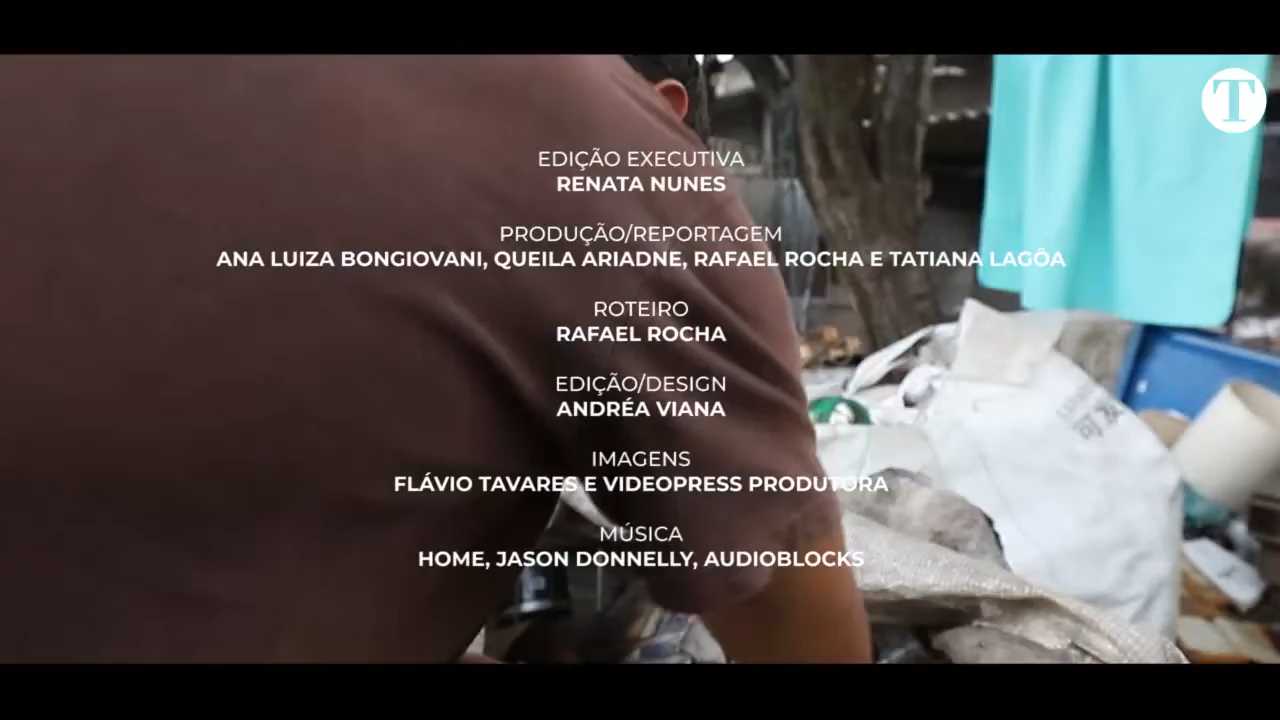 T
EDIÇÃO EXECUTIVA
RENATA NUNES
PRODUÇÃO/REPORTAGEM
ANA LUIZA BONGIOVANI, QUEILA ARIADNE, RAFAEL ROCHA E TATIANA LAGÔA
ROTEIRO
RAFAEL ROCHA
EDIÇÃO/DESIGN
ANDRÉA VIANA
IMAGENS
FLÁVIO TAVARES E VIDEOPRESS PRODUTORA
MÚSICA
HOME, JASON DONNELLY, AUDIOBLOCKS